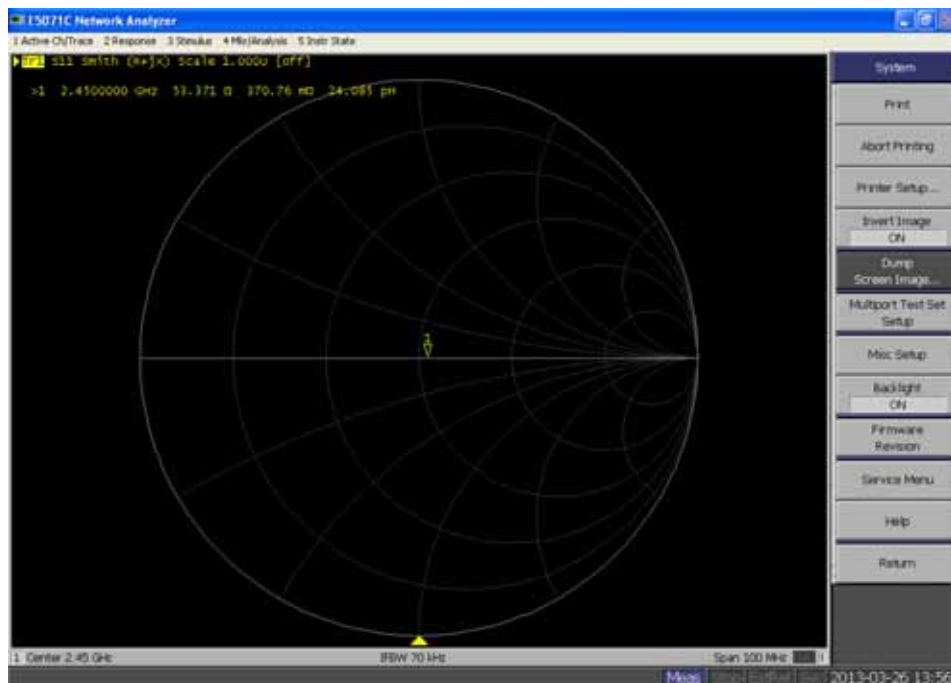 E5071C Network Analyzer
1 Active Ch/Trace 2 Response 3 Stimulus 4 Mkr/Analysis 5 Instr State
Tr1 S11 Smith (R+jX) Scale 1.000U [Off]
>1 2.4500000 GHz 53.371 Ω 370.76 mΩ 24.085 pH
1
System
Print
Abort Printing
Printer Setup...
Invert Image
ON
Dump
Screen Image...
Multiport Test Set
Setup
Misc Setup
Backlight
ON
Firmware
Revision
Service Menu
Help
Return
1 Center 2.45 GHz IFBW 70 kHz Span 100 MHz
Meas 2013-03-26 13:56